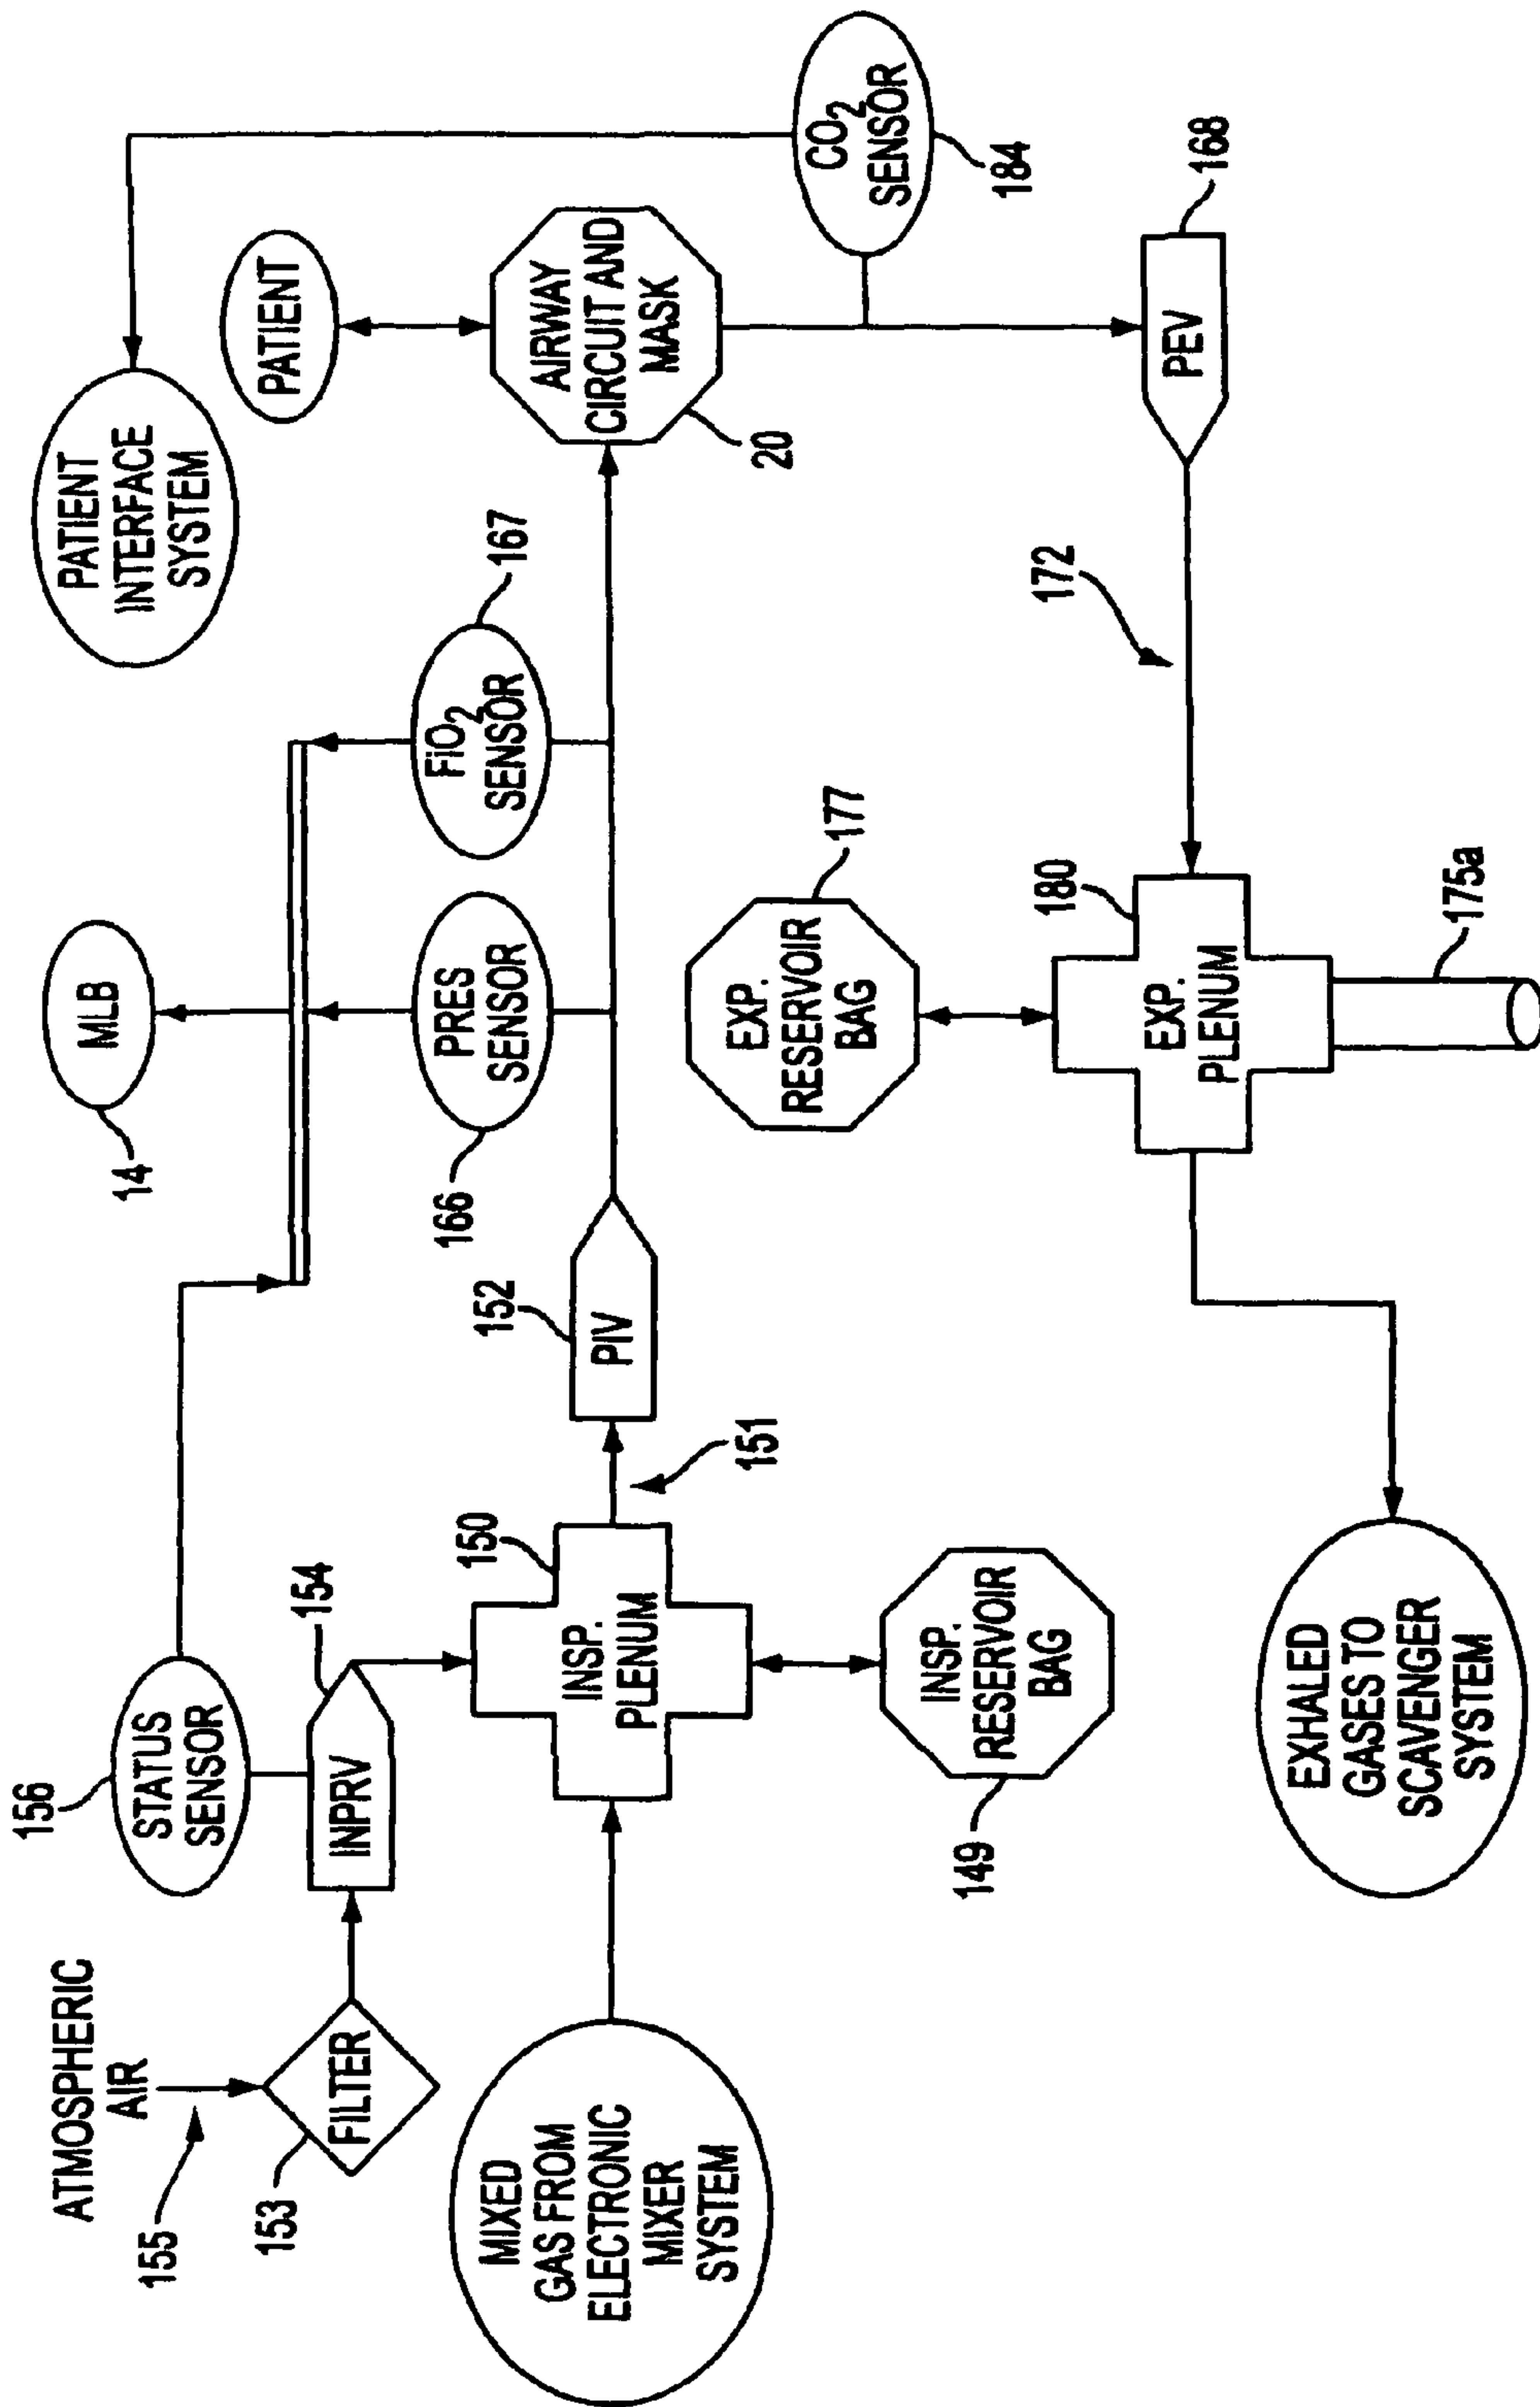 ATMOSPHERIC
AIR
155
153
FILTER
156
STATUS
SENSOR
154
INPRV
MIXED
GAS FROM
ELECTRONIC
MIXER
SYSTEM
150
INSP.
PLENUM
149
INSP.
RESERVOIR
BAG
151
152
PIV
14
MLB
166
PRES
SENSOR
167
FiO2
SENSOR
PATIENT
INTERFACE
SYSTEM
PATIENT
AIRWAY
CIRCUIT AND
MASK
20
CO2
SENSOR
184
168
PEV
172
177
EXP.
RESERVOIR
BAG
180
EXP.
PLENUM
175a
EXHALED
GASES TO
SCAVENGER
SYSTEM